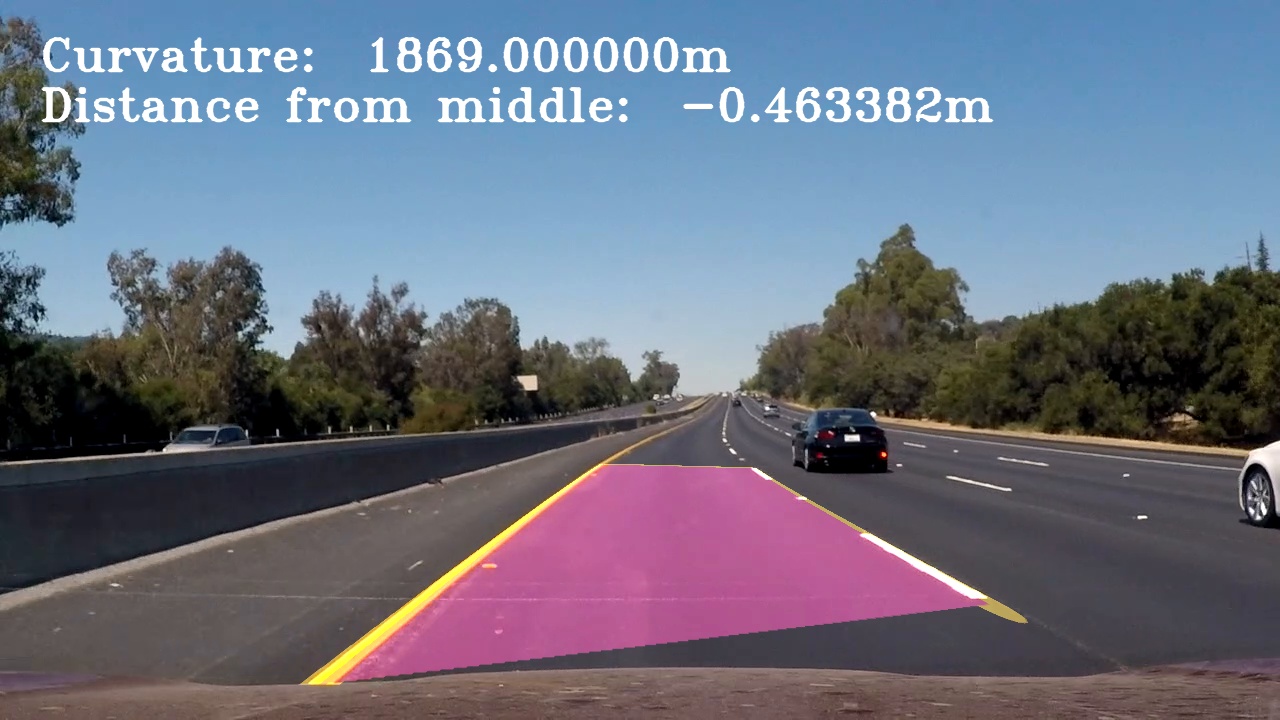 Curvature: 1869.000000m
Distance from middle: −0.463382m